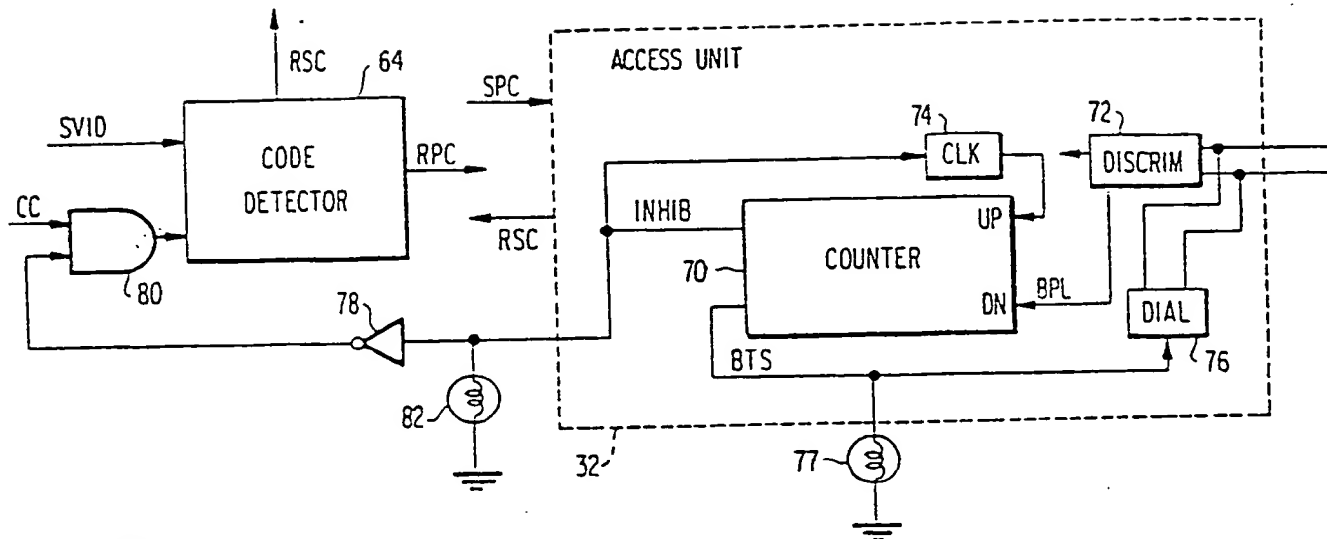 RSC
64
ACCESS UNIT
SPC
SVID
CODE
DETECTOR
RPC
74
CLK
72
DISCRIM
CC
RSC
INHIB
UP
70
COUNTER
80
78
DN
BPL
DIAL
BTS
76
82
32
77